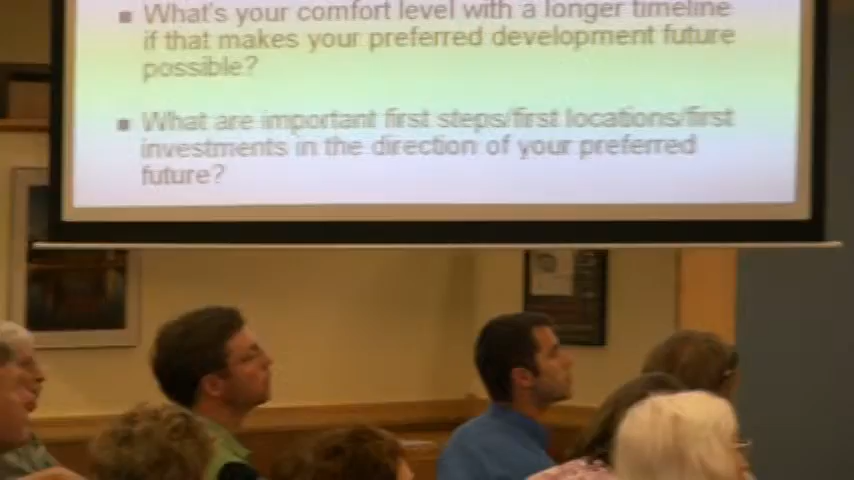 ▪ What's your comfort level with a longer timeline
if that makes your preferred development future
possible?
▪ What are important first steps/first locations/first
investments in the direction of your preferred
future?